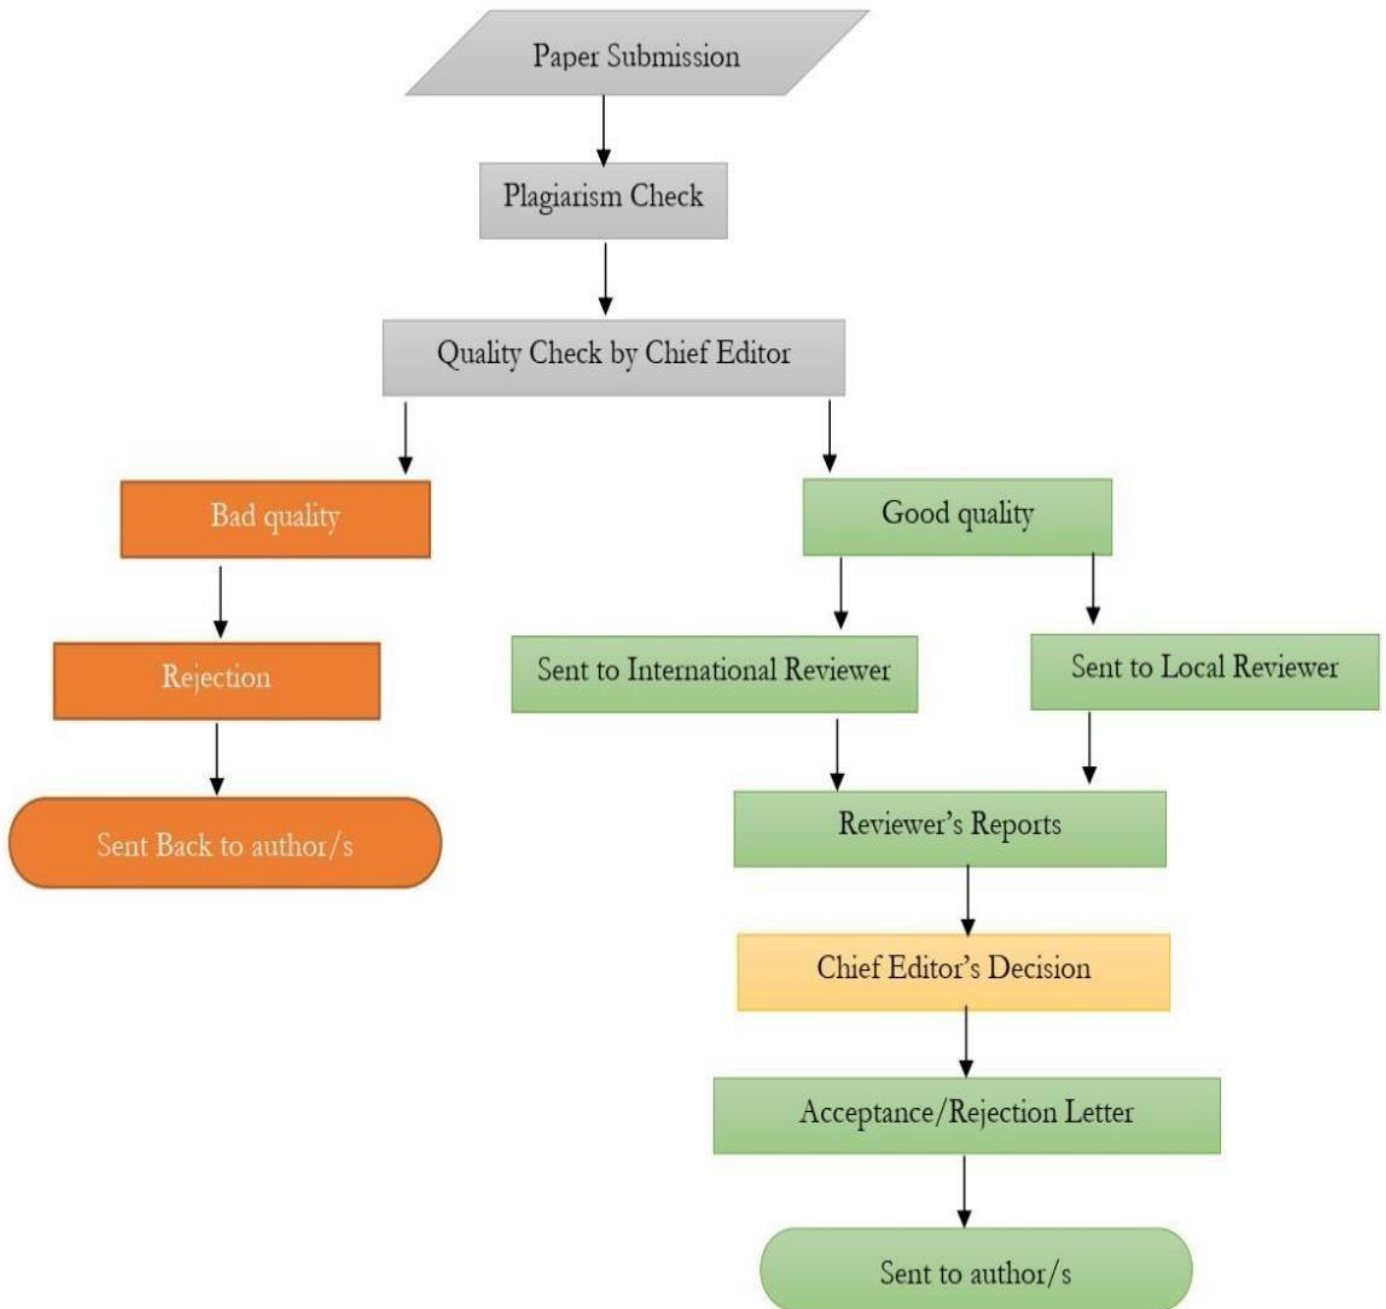 Paper Submission
Plagiarism Check
Quality Check by Chief Editor
Bad quality
Good quality
Rejection
Sent to International Reviewer
Sent to Local Reviewer
Sent Back to author/s
Reviewer’s Reports
Chief Editor’s Decision
Acceptance/Rejection Letter
Sent to author/s